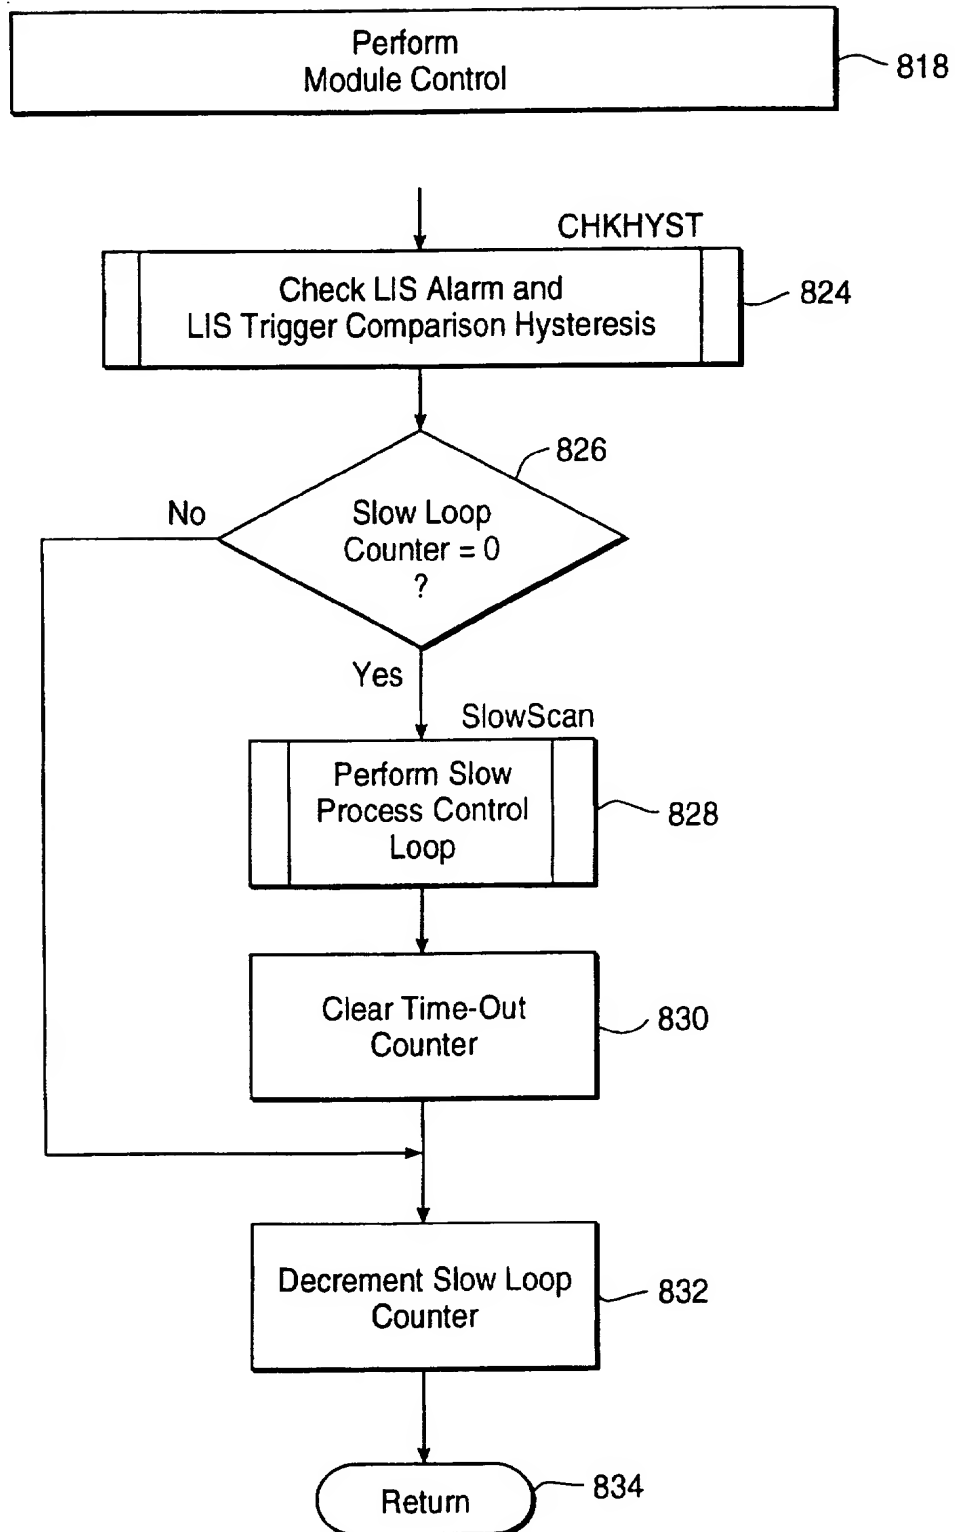 Perform
Module Control
818
CHKHYST
Check LIS Alarm and
LIS Trigger Comparison Hysteresis
824
826
No
Slow Loop
Counter = 0
?
Yes
SlowScan
Perform Slow
Process Control
Loop
828
Clear Time-Out
Counter
830
Decrement Slow Loop
Counter
832
Return
834